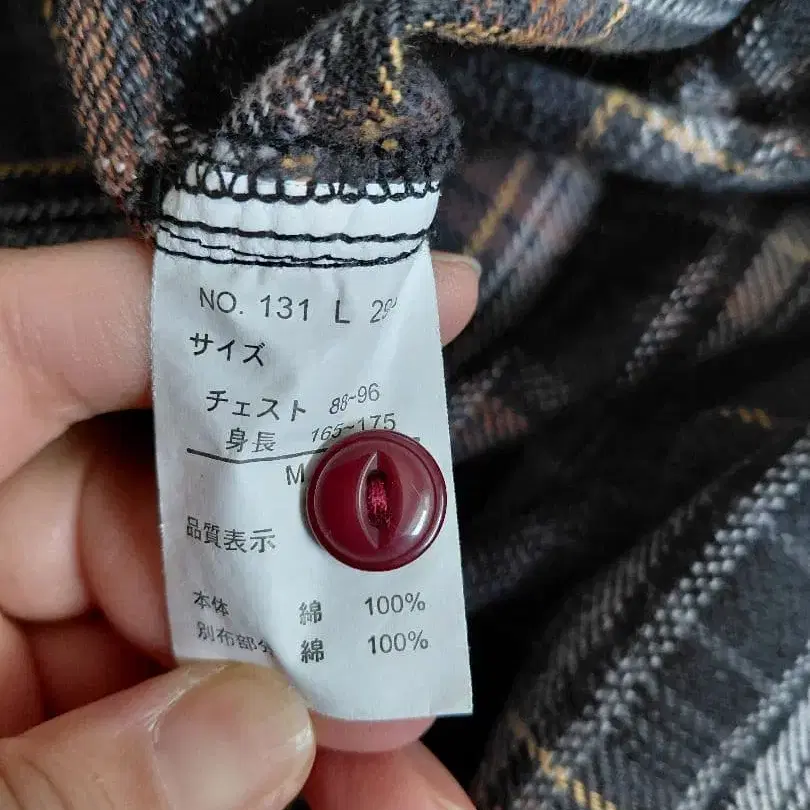 NO. 131 L
サイズ
チェスト 88~96
身長 165~175
M
品質表示
本体 綿 100%
別布部分 綿 100%